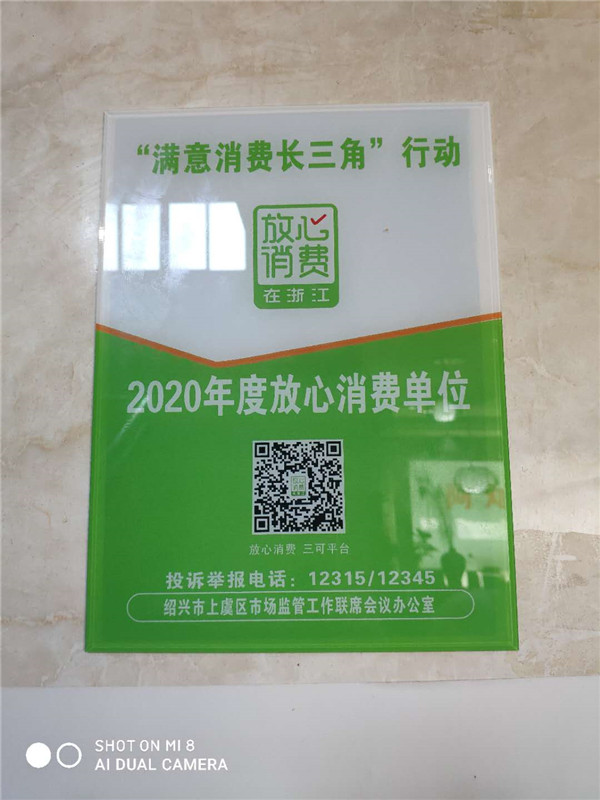 “满意消费长三角”行动
放心
消费
在浙江
2020年度放心消费单位
放心消费 三可平台
投诉举报电话：12315/12345
绍兴市上虞区市场监管工作联席会议办公室
SHOT ON MI 8
AI DUAL CAMERA